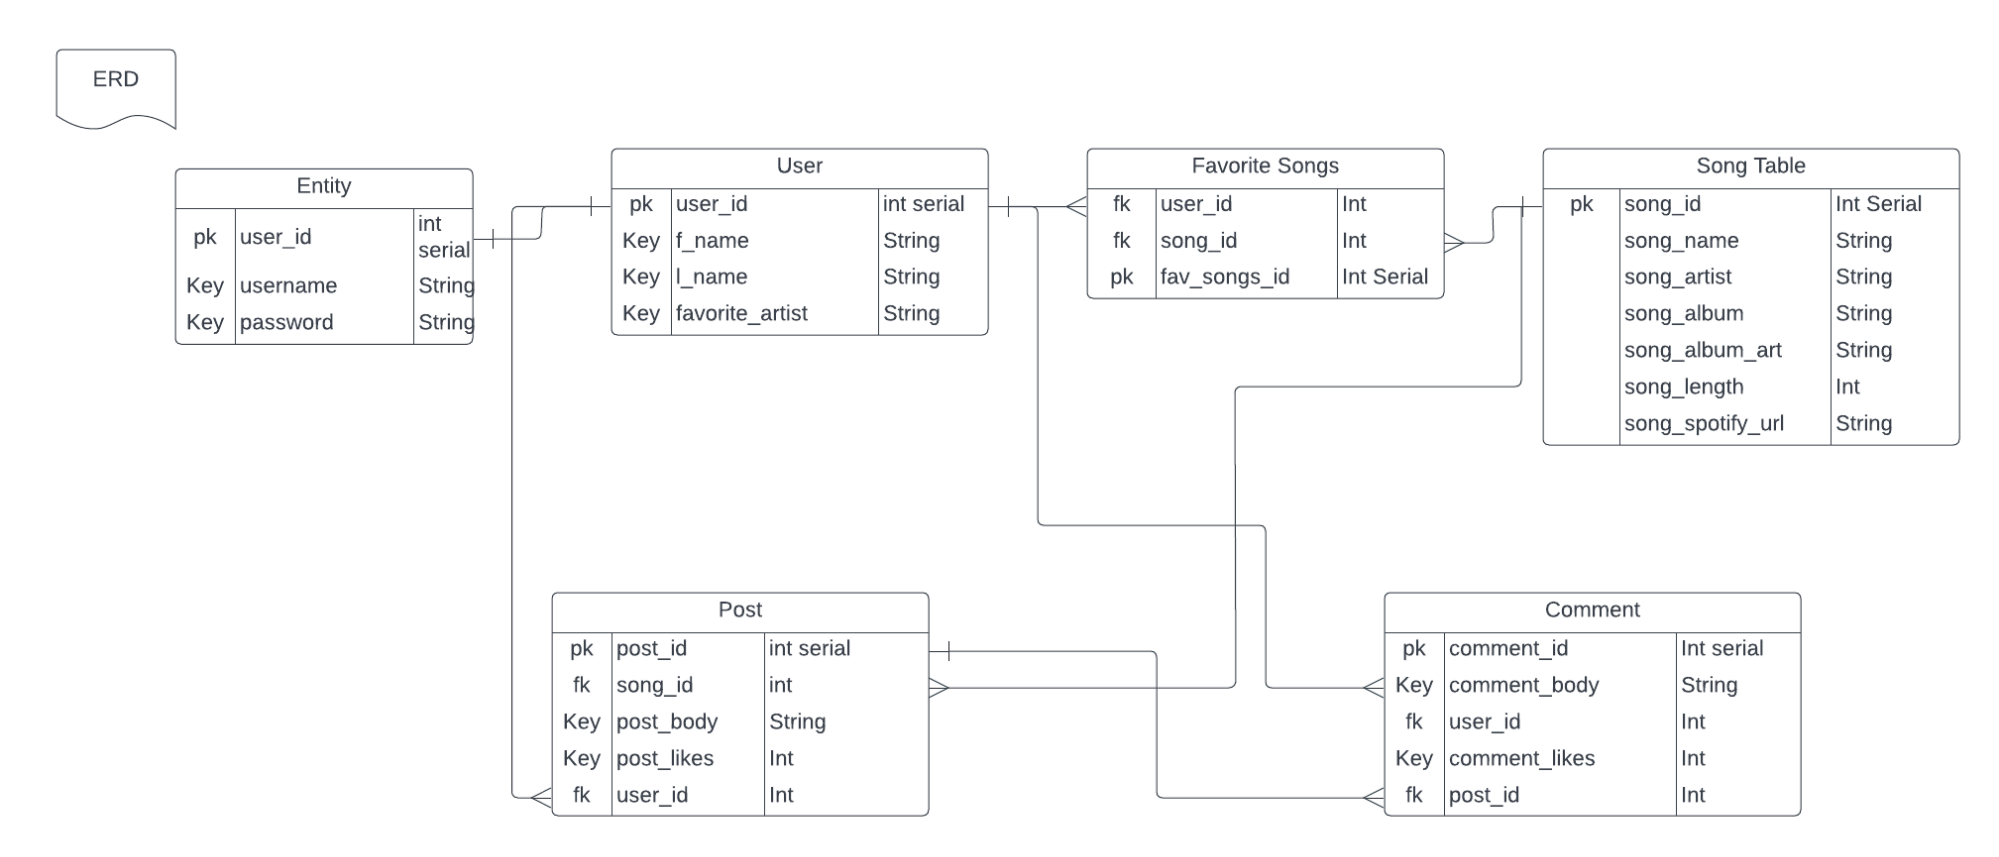 ERD
Entity
pk user_id int serial
Key username String
Key password String
User
pk user_id int serial
Key f_name String
Key l_name String
Key favorite_artist String
Favorite Songs
fk user_id Int
fk song_id Int
pk fav_songs_id Int Serial
Song Table
pk song_id Int Serial
song_name String
song_artist String
song_album String
song_album_art String
song_length Int
song_spotify_url String
Post
pk post_id int serial
fk song_id int
Key post_body String
Key post_likes Int
fk user_id Int
Comment
pk comment_id Int serial
Key comment_body String
fk user_id Int
Key comment_likes Int
fk post_id Int